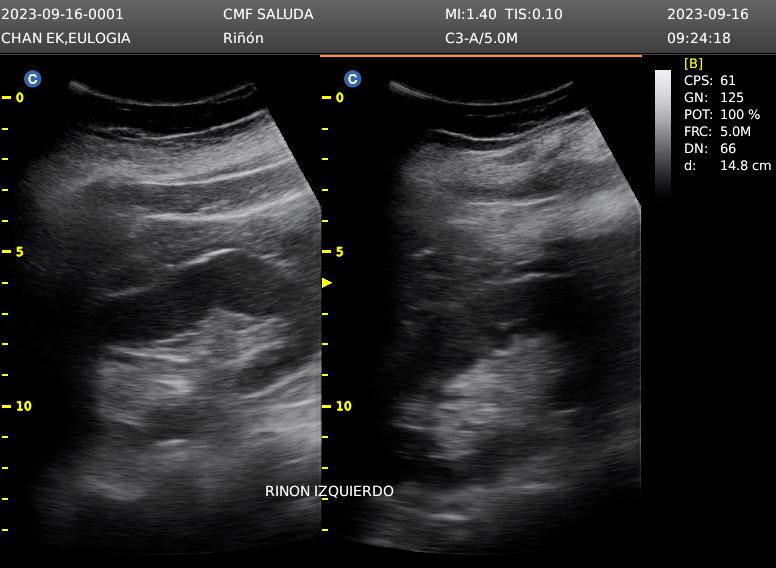 2023-09-16-0001 CMF SALUDA MI:1.40 TIS:0.10 2023-09-16
CHAN EK,EULOGIA Riñón C3-A/5.0M 09:24:18
[B]
CPS: 61
GN: 125
POT: 100 %
FRC: 5.0M
DN: 66
d: 14.8 cm
C C
0 0
5 5
10 10
RINON IZQUIERDO